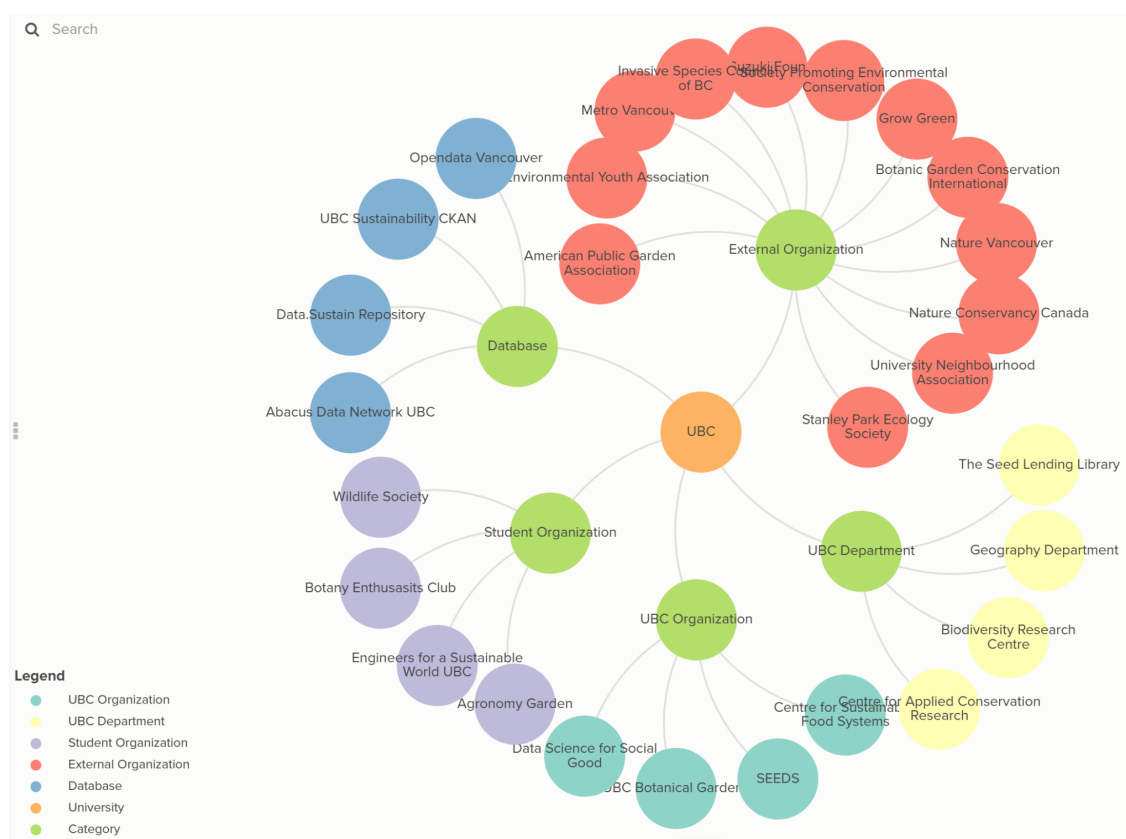 Search
Invasive Species
of BC
Society Promoting Environmental
Conservation
Metro Vancouv
Grow Green
Opendata Vancouver
Environmental Youth Association
Botanic Garden Conservation
International
UBC Sustainability CKAN
Nature Vancouver
American Public Garden
Association
External Organization
Data.Sustain Repository
Nature Conservancy Canada
Database
University Neighbourhood
Association
Abacus Data Network UBC
Stanley Park Ecology
Society
UBC
The Seed Lending Library
Wildlife Society
Student Organization
UBC Department
Geography Department
Botany Enthusasits Club
UBC Organization
Biodiversity Research
Centre
Engineers for a Sustainable
World UBC
Agronomy Garden
Centre for Sustainab
Food Systems
Centre for Applied Conservation
Research
Data Science for Social
Good
UBC Botanical Garden
SEEDS
Legend
UBC Organization
UBC Department
Student Organization
External Organization
Database
University
Category